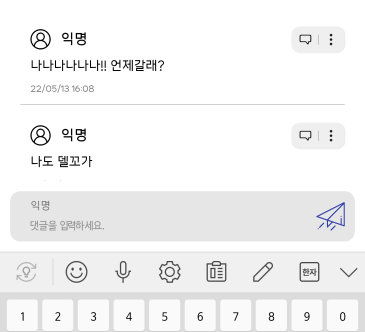 익명
나나나나나나!! 언제갈래?
22/05/13 16:08
익명
나도 델꼬가
익명
댓글을 입력하세요.
한자
1 2 3 4 5 6 7 8 9 0